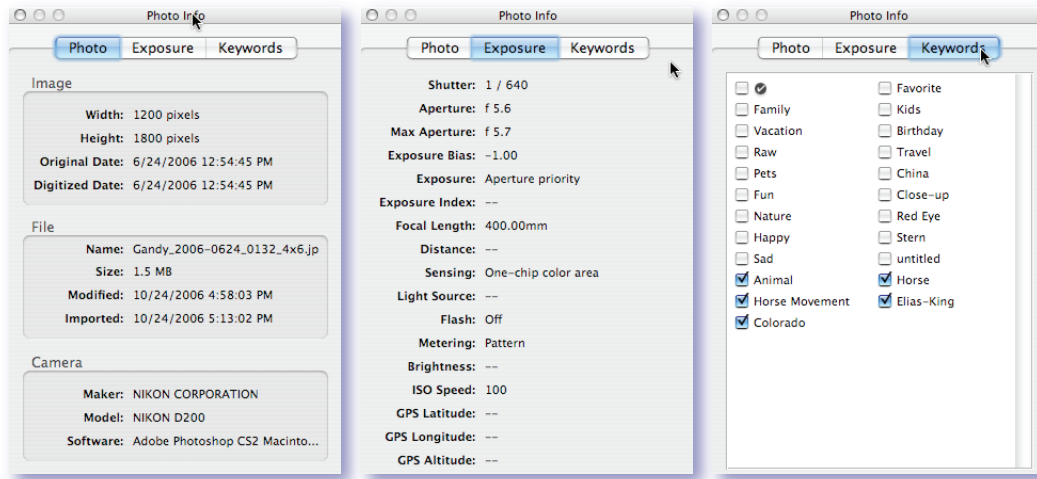 Photo Info
Photo Exposure Keywords
Image
Width: 1200 pixels
Height: 1800 pixels
Original Date: 6/24/2006 12:54:45 PM
Digitized Date: 6/24/2006 12:54:45 PM
File
Name: Gandy_2006-0624_0132_4x6.jp
Size: 1.5 MB
Modified: 10/24/2006 4:58:03 PM
Imported: 10/24/2006 5:13:02 PM
Camera
Maker: NIKON CORPORATION
Model: NIKON D200
Software: Adobe Photoshop CS2 Macinto...
Photo Info
Photo Exposure Keywords
Shutter: 1 / 640
Aperture: f 5.6
Max Aperture: f 5.7
Exposure Bias: -1.00
Exposure: Aperture priority
Exposure Index: --
Focal Length: 400.00mm
Distance: --
Sensing: One-chip color area
Light Source: --
Flash: Off
Metering: Pattern
Brightness: --
ISO Speed: 100
GPS Latitude: --
GPS Longitude: --
GPS Altitude: --
Photo Info
Photo Exposure Keywords
Favorite
Family Kids
Vacation Birthday
Raw Travel
Pets China
Fun Close-up
Nature Red Eye
Happy Stern
Sad untitled
Animal Horse
Horse Movement Elias-King
Colorado